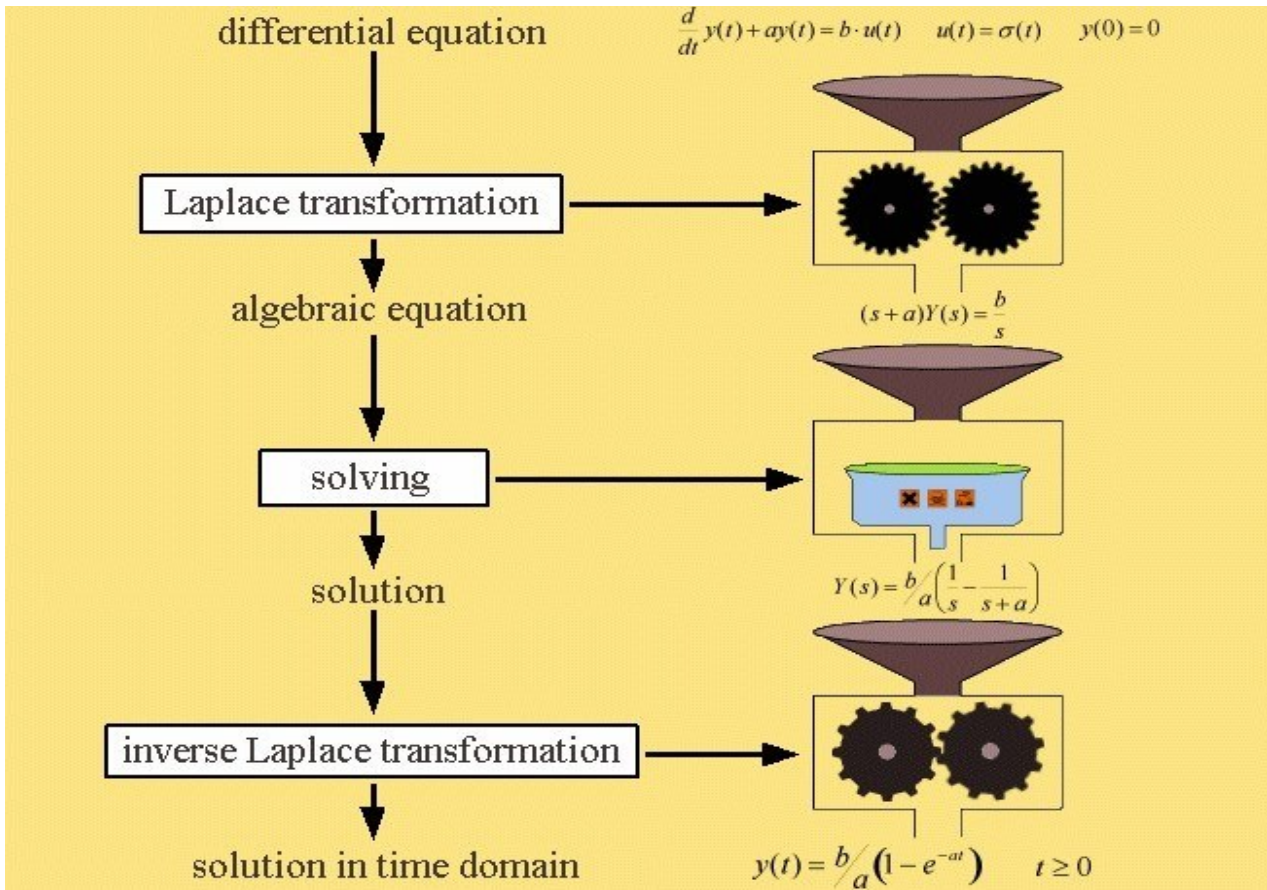 differential equation
d/dt y(t) + ay(t) = b · u(t)    u(t) = σ(t)    y(0) = 0
Laplace transformation
algebraic equation
(s + a)Y(s) = b/s
solving
solution
Y(s) = b/a (1/s − 1/(s + a))
inverse Laplace transformation
solution in time domain
y(t) = b/a (1 − e^{−at})    t ≥ 0